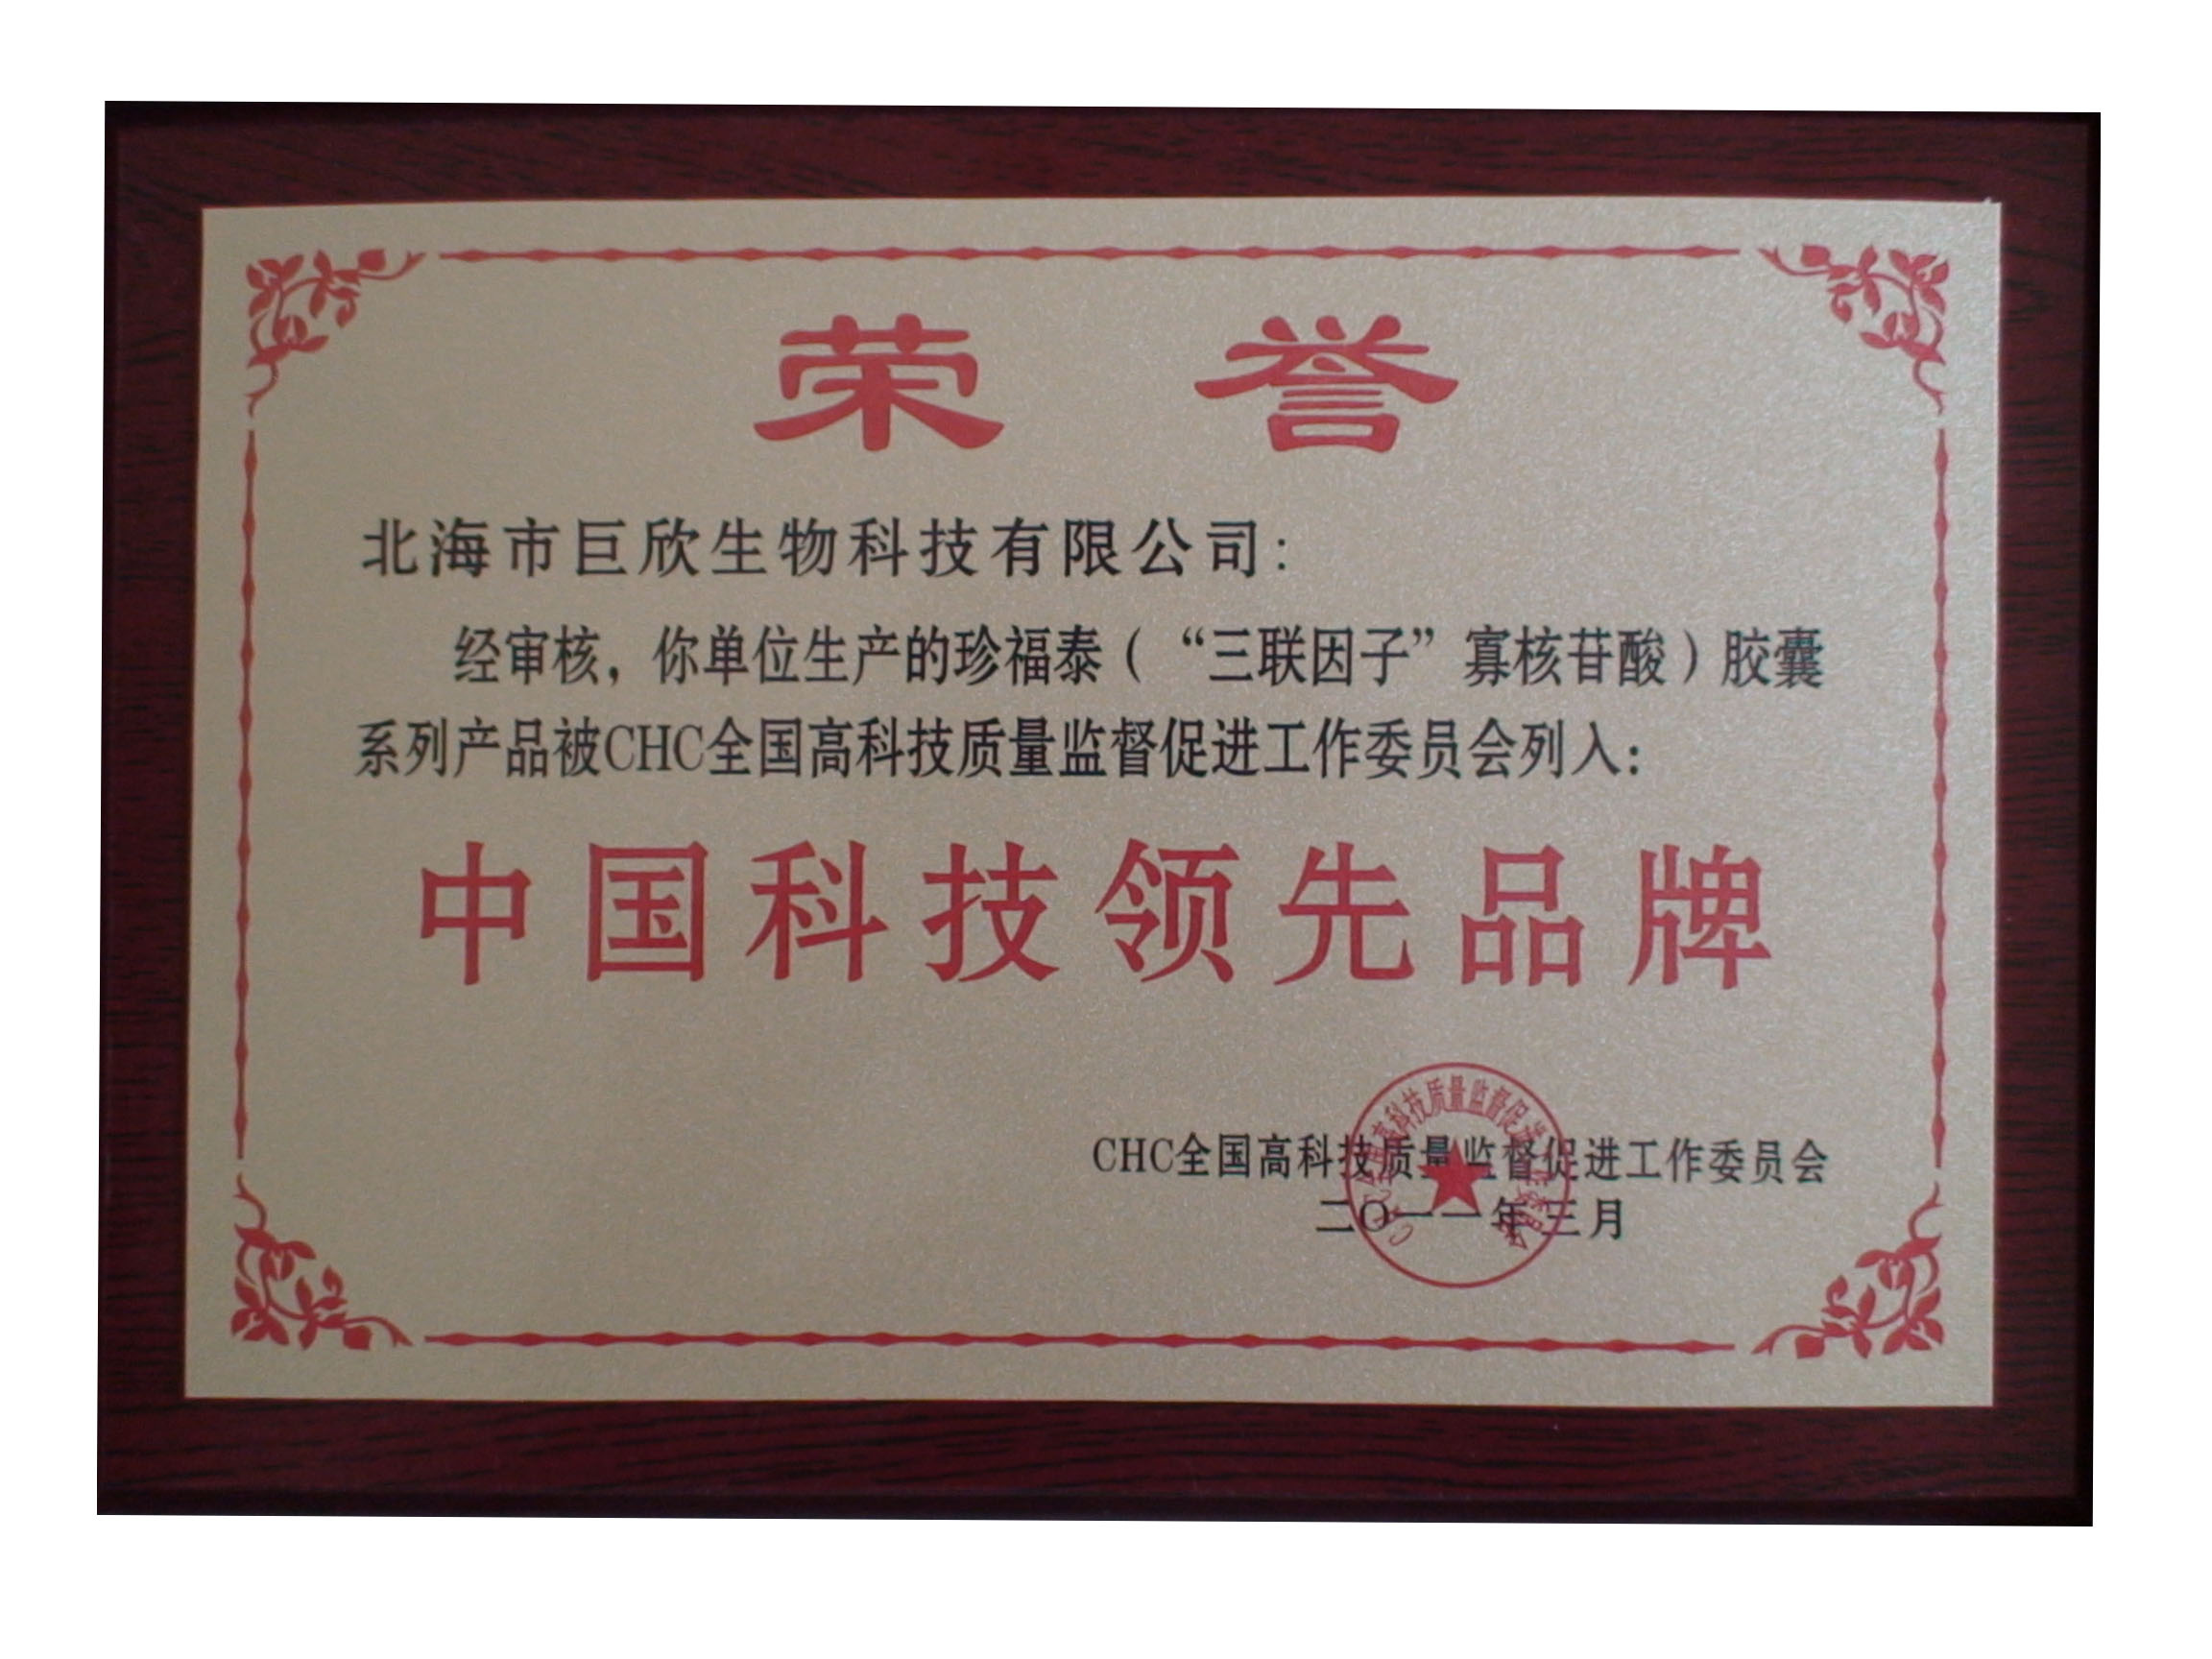 荣誉
北海市巨欣生物科技有限公司：
经审核，你单位生产的珍福泰（“三联因子”寡核苷酸）胶囊
系列产品被CHC全国高科技质量监督促进工作委员会列入：
中国科技领先品牌
CHC全国高科技质量监督促进工作委员会
二〇一一年三月